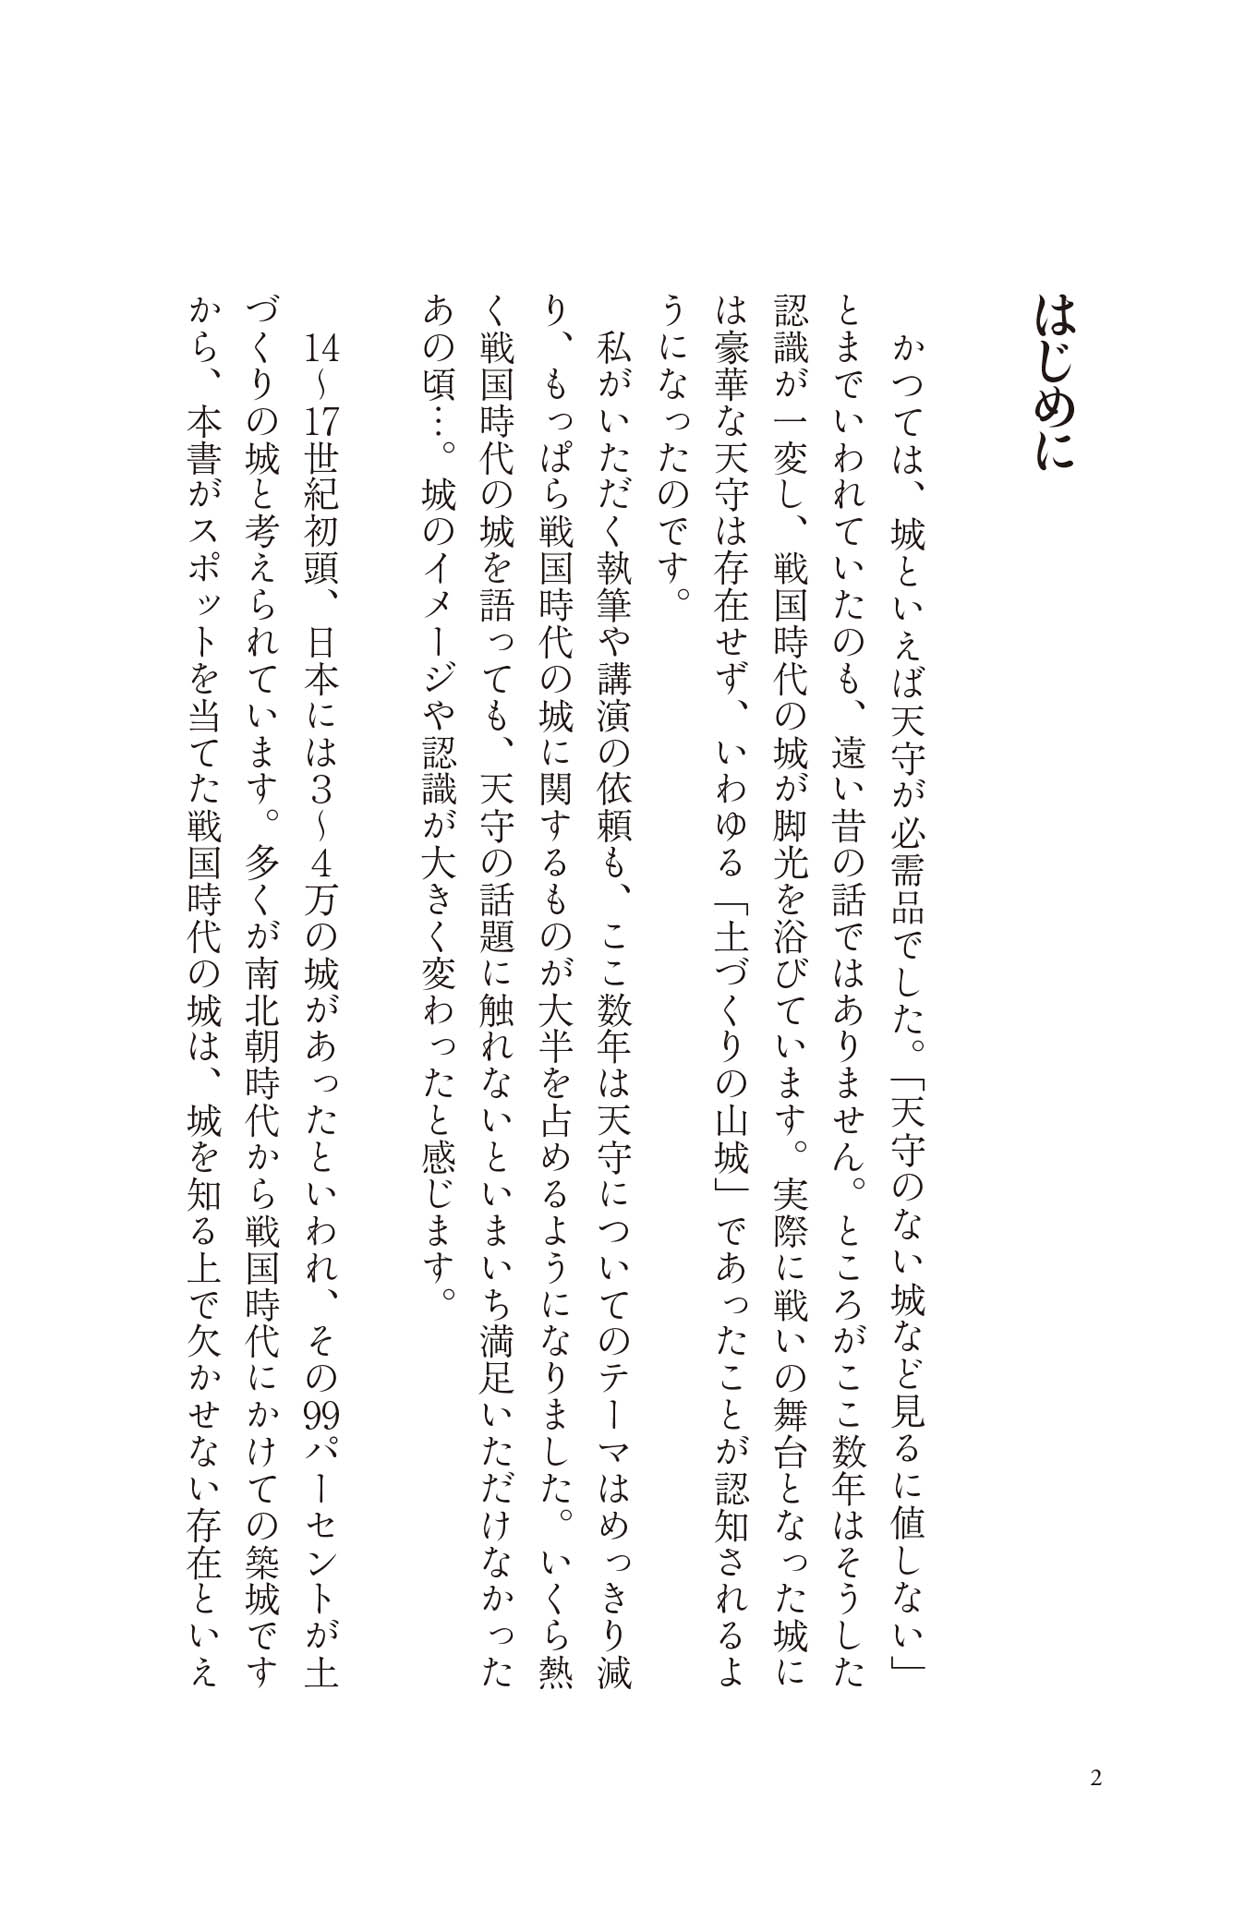 はじめに
かつては、城といえば天守が必需品でした。「天守のない城など見るに値しない」
とまでいわれていたのも、遠い昔の話ではありません。ところがここ数年はそうした
認識が一変し、戦国時代の城が脚光を浴びています。実際に戦いの舞台となった城に
は豪華な天守は存在せず、いわゆる「土づくりの山城」であったことが認知されるよ
うになったのです。
私がいただく執筆や講演の依頼も、ここ数年は天守についてのテーマはめっきり減
り、もっぱら戦国時代の城に関するものが大半を占めるようになりました。いくら熱
く戦国時代の城を語っても、天守の話題に触れないといまいち満足いただけなかった
あの頃…。城のイメージや認識が大きく変わったと感じます。
14〜17世紀初頭、日本には3〜4万の城があったといわれ、その99パーセントが土
づくりの城と考えられています。多くが南北朝時代から戦国時代にかけての築城です
から、本書がスポットを当てた戦国時代の城は、城を知る上で欠かせない存在といえ
2